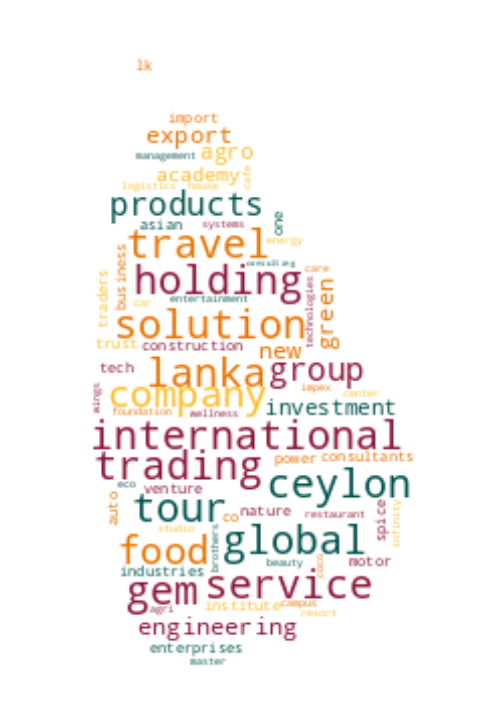 lk
import
export
management agro
academy cafe
logistics house
products
asian systems one
travel energy
consulting
business holding care
traders car entertainment technologies green
solution
trust construction new
tech lanka group
wings company impex center
foundation wellness investment
international
trading power consultants
eco venture ceylon
auto tour co nature restaurant spice infinity
studio brothers global
food beauty coco motor
industries
gem service
agri institute campus
resort
engineering
enterprises
master